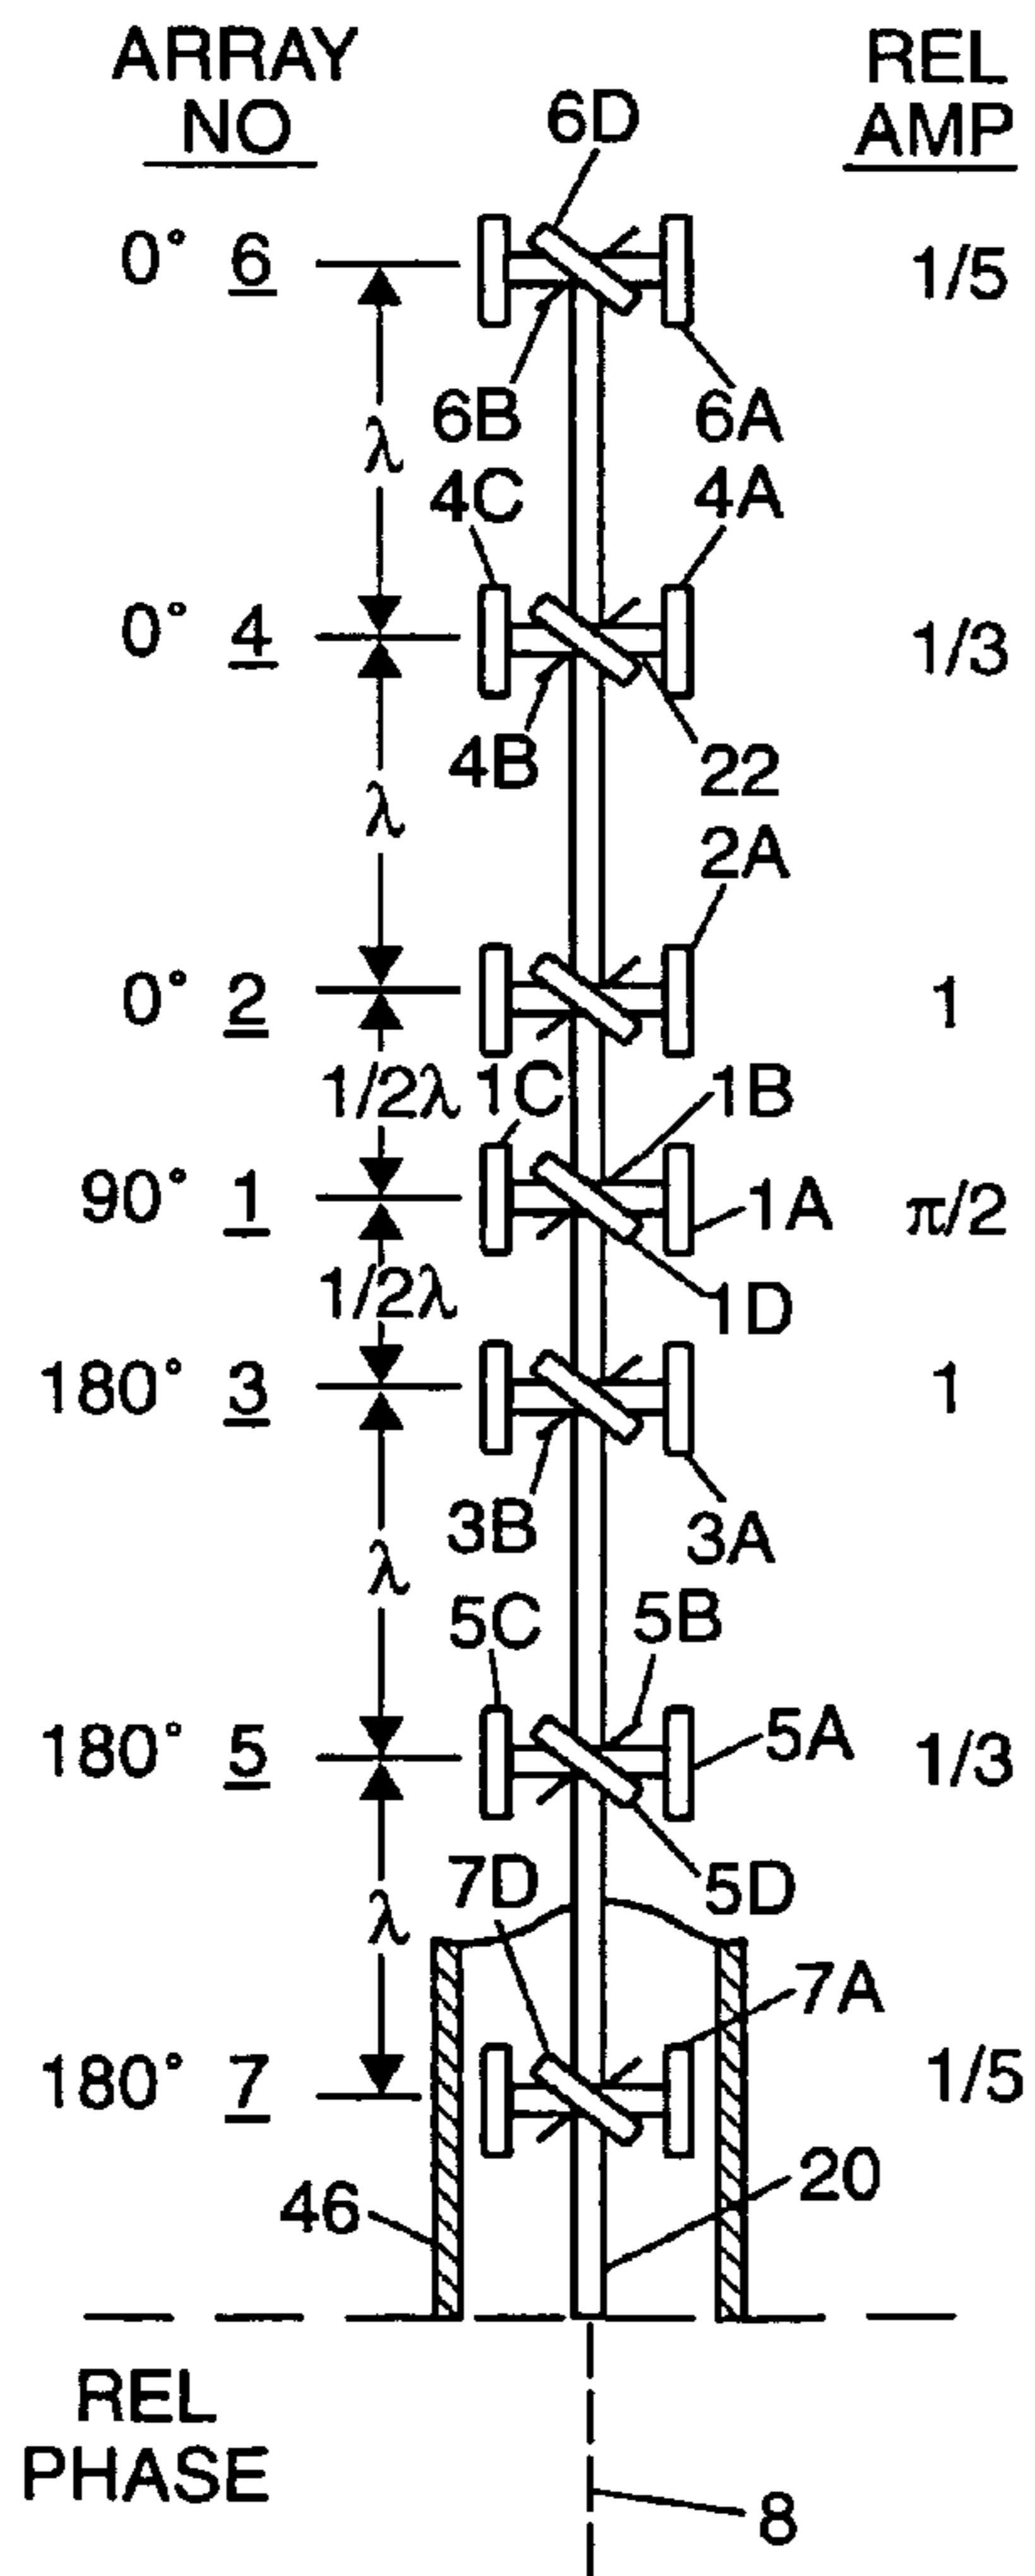 ARRAY NO
REL AMP
6D
0° 6
1/5
6B
6A
λ
4C
4A
0° 4
1/3
4B
22
λ
2A
0° 2
1
1/2λ
1C
1B
90° 1
1A
π/2
1/2λ
1D
180° 3
1
3B
3A
λ
5C
5B
180° 5
5A
1/3
7D
5D
λ
7A
180° 7
1/5
46
20
REL PHASE
8